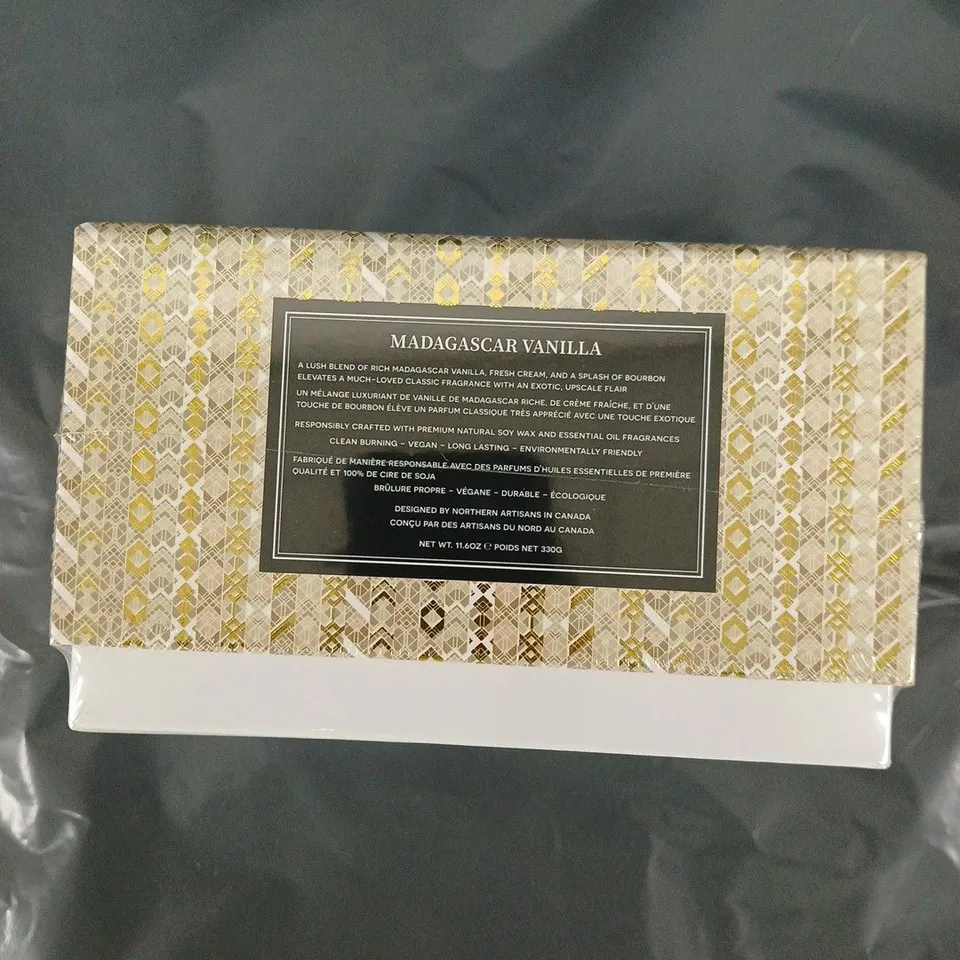 MADAGASCAR VANILLA
A LUSH BLEND OF RICH MADAGASCAR VANILLA, FRESH CREAM, AND A SPLASH OF BOURBON
ELEVATES A MUCH-LOVED CLASSIC FRAGRANCE WITH AN EXOTIC, UPSCALE FLAIR
UN MÉLANGE LUXURIANT DE VANILLE DE MADAGASCAR RICHE, DE CRÈME FRAÎCHE, ET D'UNE
TOUCHE DE BOURBON ÉLÈVE UN PARFUM CLASSIQUE TRÈS APPRÉCIÉ AVEC UNE TOUCHE EXOTIQUE
RESPONSIBLY CRAFTED WITH PREMIUM NATURAL SOY WAX AND ESSENTIAL OIL FRAGRANCES
CLEAN BURNING – VEGAN – LONG LASTING – ENVIRONMENTALLY FRIENDLY
FABRIQUÉ DE MANIÈRE RESPONSABLE AVEC DES PARFUMS D'HUILES ESSENTIELLES DE PREMIÈRE
QUALITÉ ET 100% DE CIRE DE SOJA
BRÛLURE PROPRE – VÉGANE – DURABLE – ÉCOLOGIQUE
DESIGNED BY NORTHERN ARTISANS IN CANADA
CONÇU PAR DES ARTISANS DU NORD AU CANADA
NET WT. 11.6OZ ℮ POIDS NET 330G